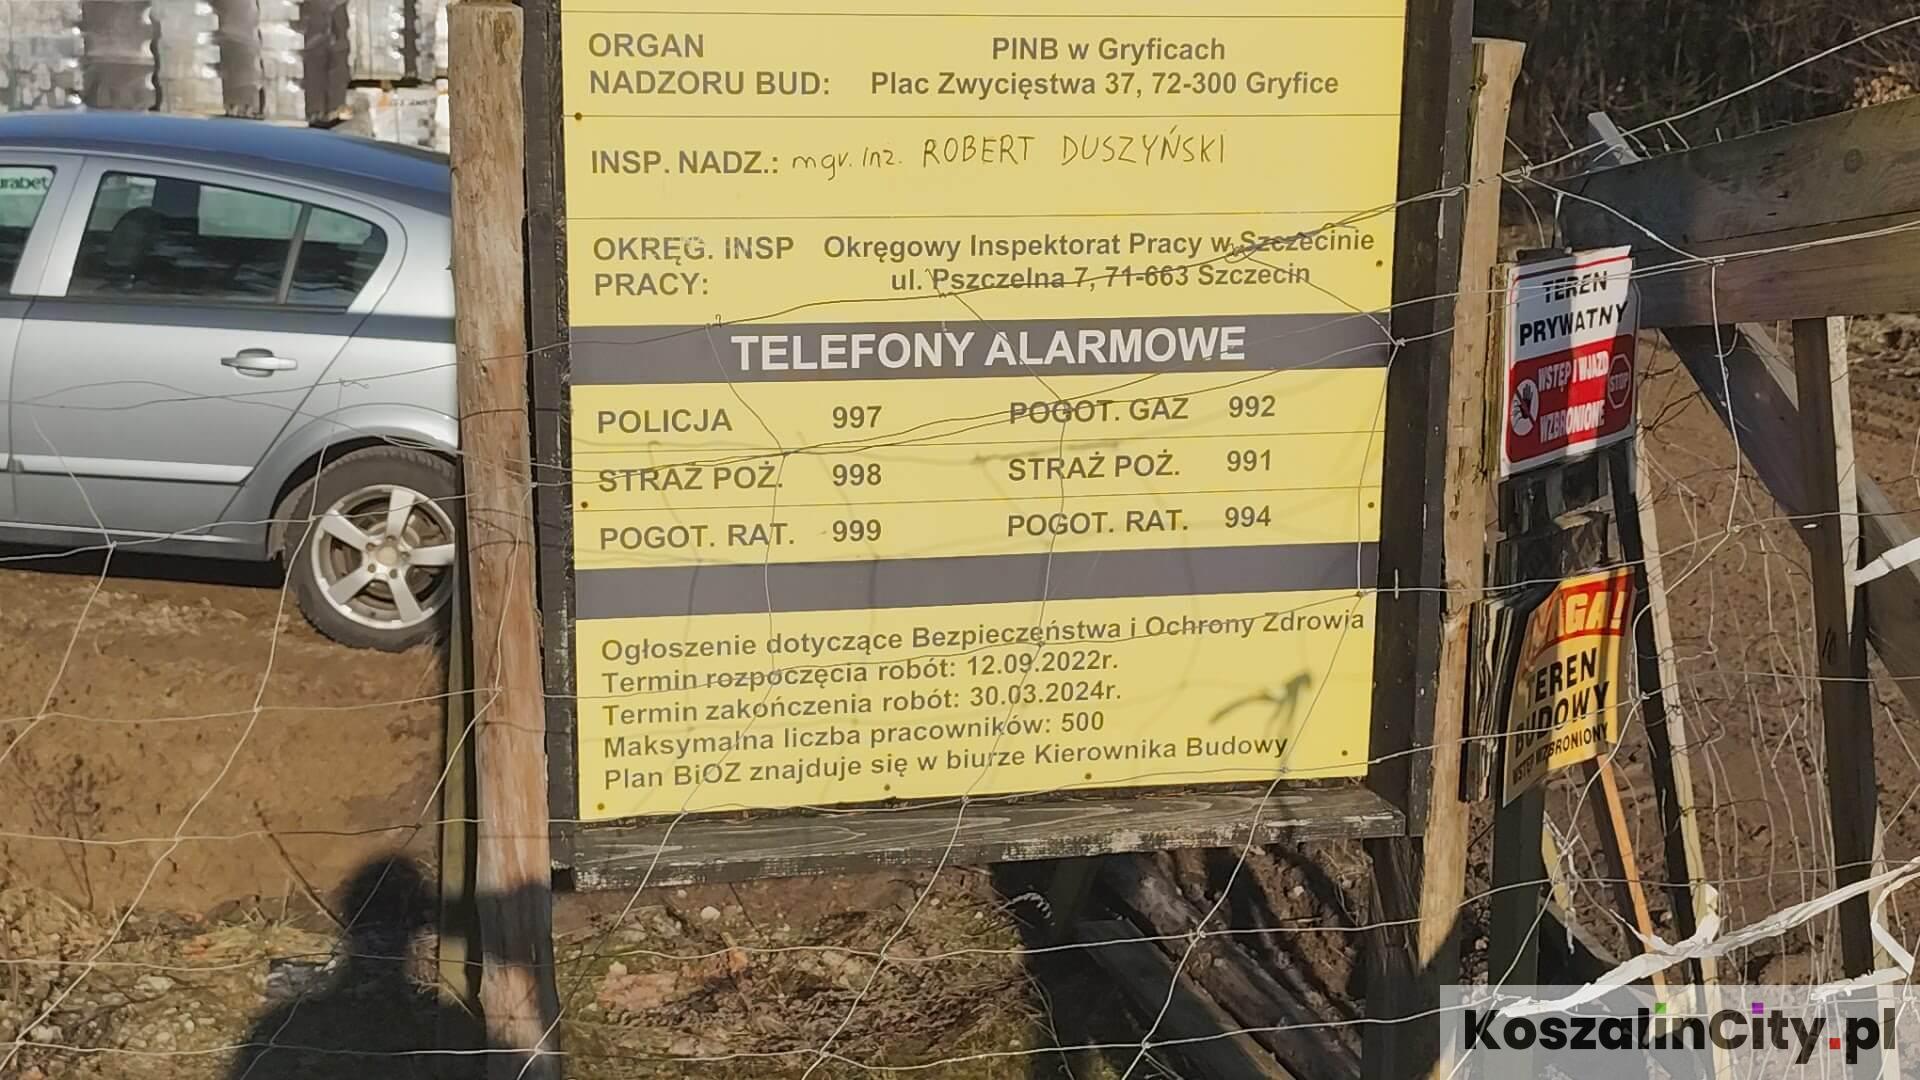 ORGAN
NADZORU BUD:
PINB w Gryficach
Plac Zwycięstwa 37, 72-300 Gryfice
INSP. NADZ.: mgr. inż. ROBERT DUSZYŃSKI
OKRĘG. INSP
PRACY:
Okręgowy Inspektorat Pracy w Szczecinie
ul. Pszczelna 7, 71-663 Szczecin
TELEFONY ALARMOWE
POLICJA 997 POGOT. GAZ 992
STRAŻ POŻ. 998 STRAŻ POŻ. 991
POGOT. RAT. 999 POGOT. RAT. 994
Ogłoszenie dotyczące Bezpieczeństwa i Ochrony Zdrowia
Termin rozpoczęcia robót: 12.09.2022r.
Termin zakończenia robót: 30.03.2024r.
Maksymalna liczba pracowników: 500
Plan BiOZ znajduje się w biurze Kierownika Budowy
TEREN
PRYWATNY
WSTĘP I WJAZD
WZBRONIONE
STOP
UWAGA!
TEREN
BUDOWY
WSTĘP WZBRONIONY
KoszalinCity.pl